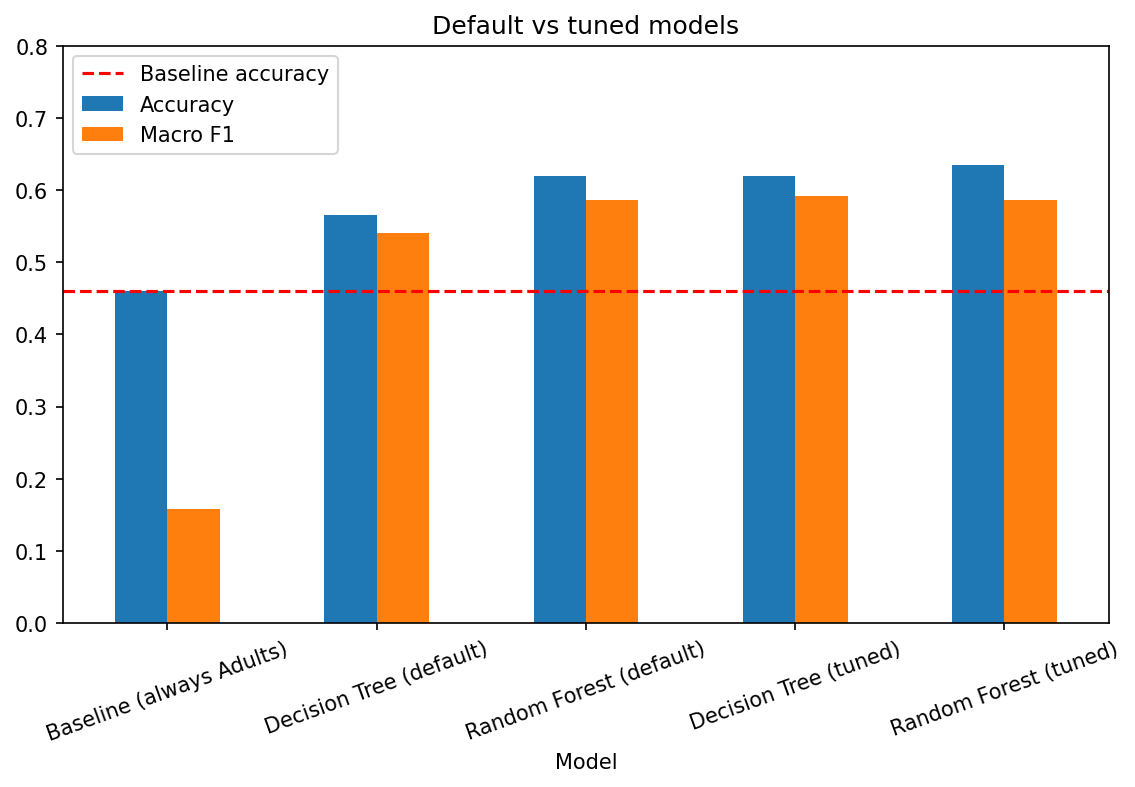 Default vs tuned models
Baseline accuracy
Accuracy
Macro F1
0.8
0.7
0.6
0.5
0.4
0.3
0.2
0.1
0.0
Baseline (always Adults)
Decision Tree (default)
Random Forest (default)
Decision Tree (tuned)
Random Forest (tuned)
Model